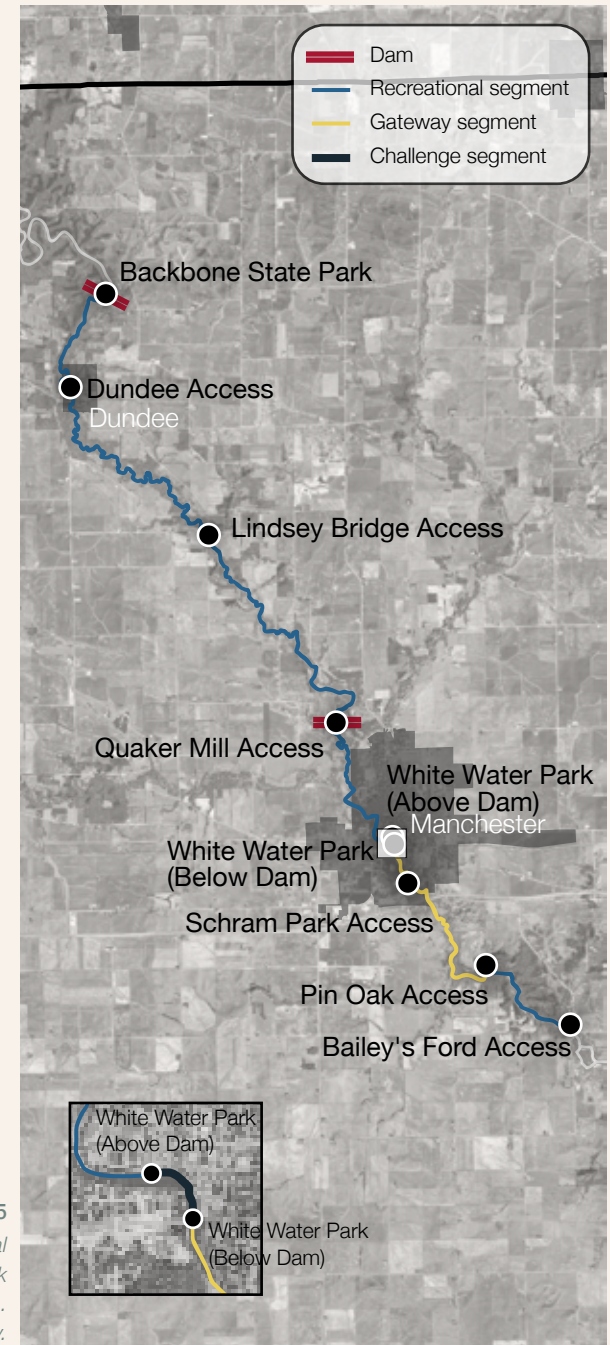 Dam
Recreational segment
Gateway segment
Challenge segment
Backbone State Park
Dundee Access
Dundee
Lindsey Bridge Access
Quaker Mill Access
White Water Park
(Above Dam)
Manchester
White Water Park
(Below Dam)
Schram Park Access
Pin Oak Access
Bailey's Ford Access
White Water Park
(Above Dam)
White Water Park
(Below Dam)
5